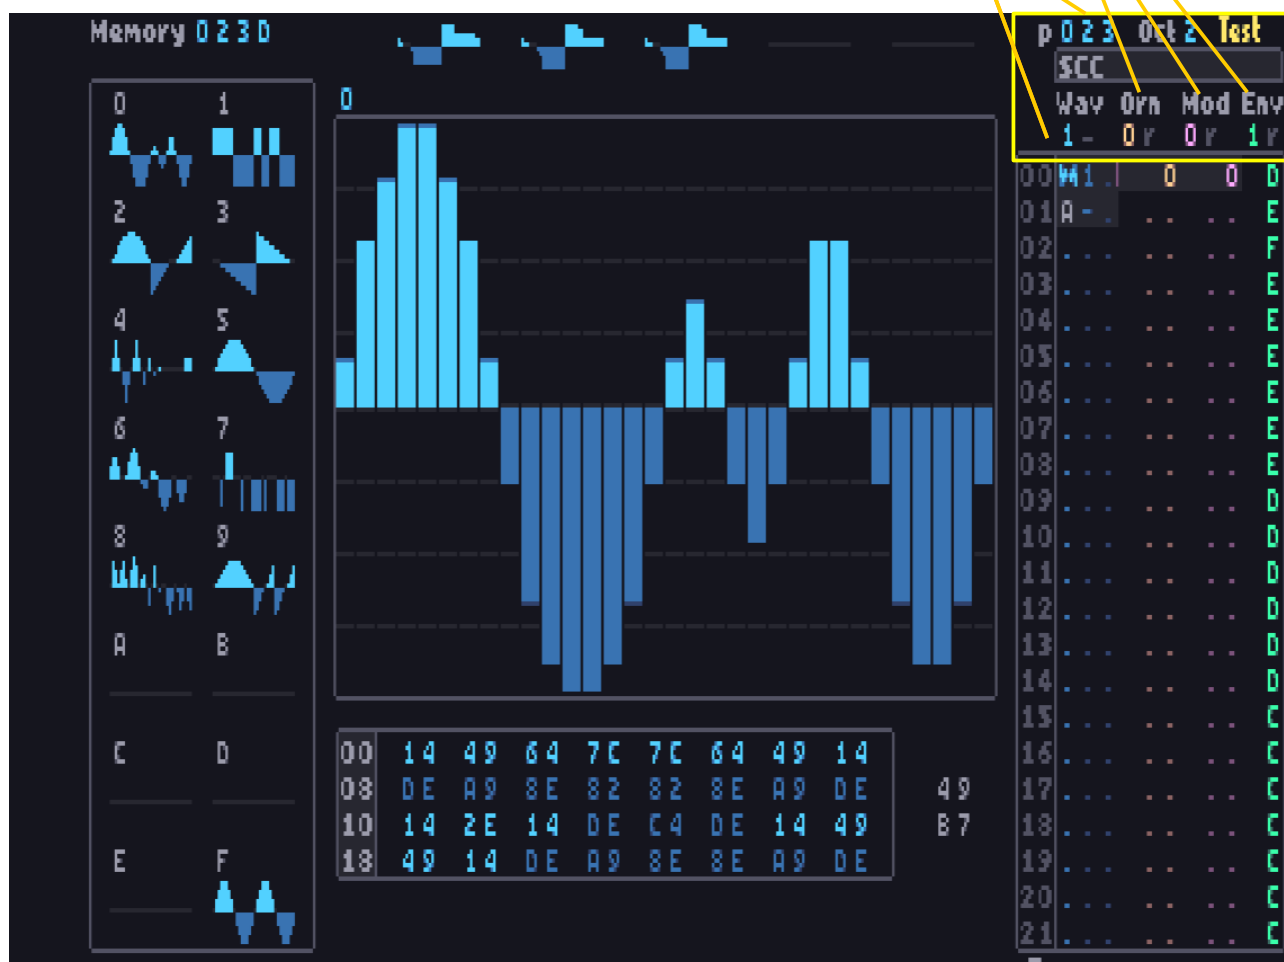 Memory 023D
p 023 Oct 2 Test
SCC
Wav Orn Mod Env
1 - 0 r 0 r 1 r
0 1
2 3
4 5
6 7
8 9
A B
C D
E F
0
00 14 49 64 7C 7C 64 49 14
08 DE A9 8E 82 82 8E A9 DE
10 14 2E 14 DE C4 DE 14 49
18 49 14 DE A9 8E 8E A9 DE
49
B7
00 W1. 0 0 D
01 A-. .. .. E
02 ... .. .. F
03 ... .. .. E
04 ... .. .. E
05 ... .. .. E
06 ... .. .. E
07 ... .. .. E
08 ... .. .. E
09 ... .. .. D
10 ... .. .. D
11 ... .. .. D
12 ... .. .. D
13 ... .. .. D
14 ... .. .. D
15 ... .. .. C
16 ... .. .. C
17 ... .. .. C
18 ... .. .. C
19 ... .. .. C
20 ... .. .. C
21 ... .. .. C